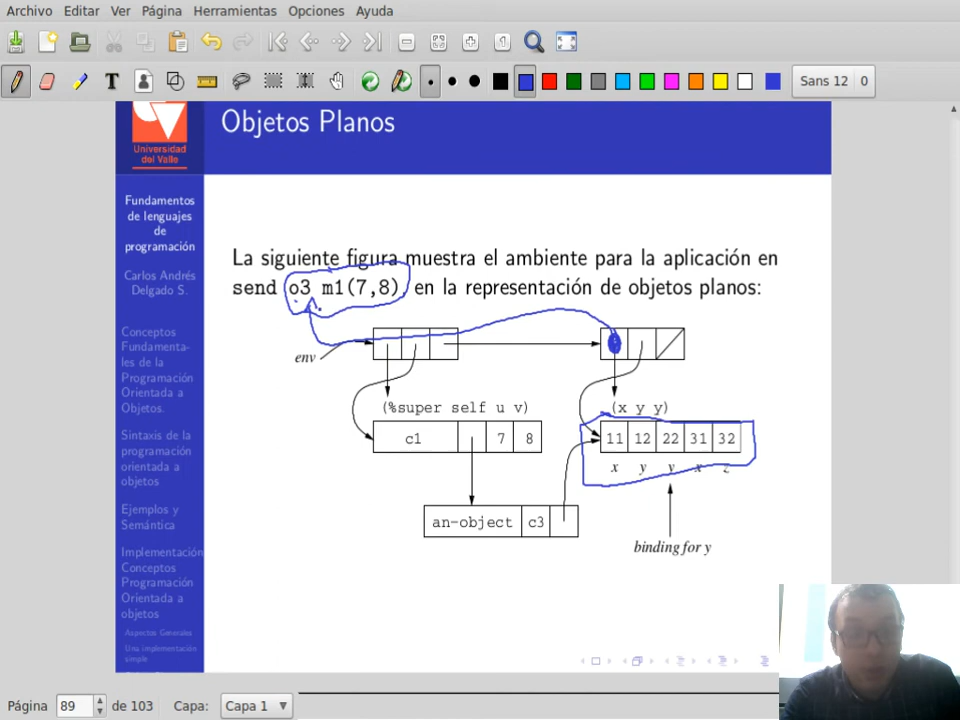 Archivo Editar Ver Página Herramientas Opciones Ayuda
T Sans 12 0
Universidad
del Valle
Objetos Planos
Fundamentos
de lenguajes
de
programación
Carlos Andrés
Delgado S.
Conceptos
Fundamenta-
les de la
Programación
Orientada a
Objetos.
Sintaxis de la
programación
orientada a
objetos
Ejemplos y
Semántica
Implementación
Conceptos
Programación
Orientada a
objetos
Aspectos Generales
Una implementación
simple
La siguiente figura muestra el ambiente para la aplicación en
send o3 m1(7,8) en la representación de objetos planos:
env
(%super self u v) (x y y)
c1 7 8 11 12 22 31 32
x y y x z
an-object c3
binding for y
Página 89 de 103 Capa: Capa 1